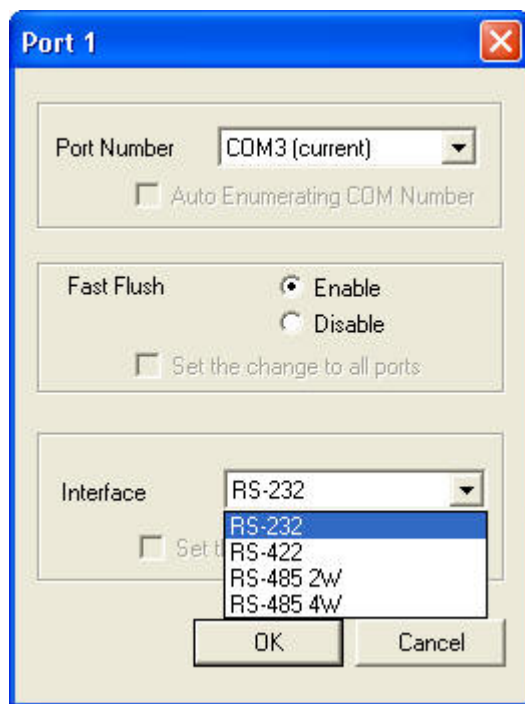 Port 1
Port Number COM3 (current)
Auto Enumerating COM Number
Fast Flush Enable
Disable
Set the change to all ports
Interface RS-232
RS-232
Set t
RS-422
RS-485 2W
RS-485 4W
OK Cancel